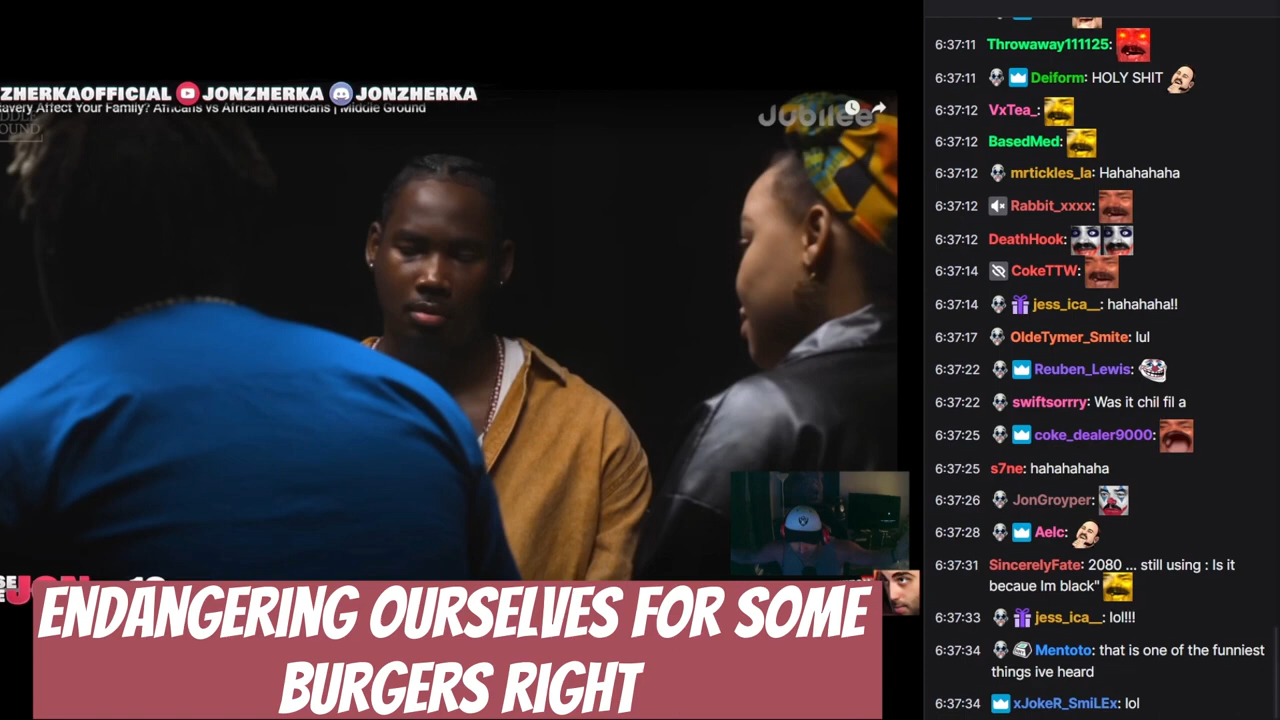 ZHERKAOFFICIAL JONZHERKA JONZHERKA
avery Affect Your Family? Africans vs African Americans | Middle Ground
Jubilee
ENDANGERING OURSELVES FOR SOME
BURGERS RIGHT
6:37:11 Throwaway111125:
6:37:11 Deiform: HOLY SHIT
6:37:12 VxTea_:
6:37:12 BasedMed:
6:37:12 mrtickles_la: Hahahahaha
6:37:12 Rabbit_xxxx:
6:37:12 DeathHook:
6:37:14 CokeTTW:
6:37:14 jess_ica__: hahahaha!!
6:37:17 OldeTymer_Smite: lul
6:37:22 Reuben_Lewis:
6:37:22 swiftsorrry: Was it chil fil a
6:37:25 coke_dealer9000:
6:37:25 s7ne: hahahahaha
6:37:26 JonGroyper:
6:37:28 Aelc:
6:37:31 SincerelyFate: 2080 ... still using : Is it
becaue Im black"
6:37:33 jess_ica__: lol!!!
6:37:34 Mentoto: that is one of the funniest
things ive heard
6:37:34 xJokeR_SmiLEx: lol